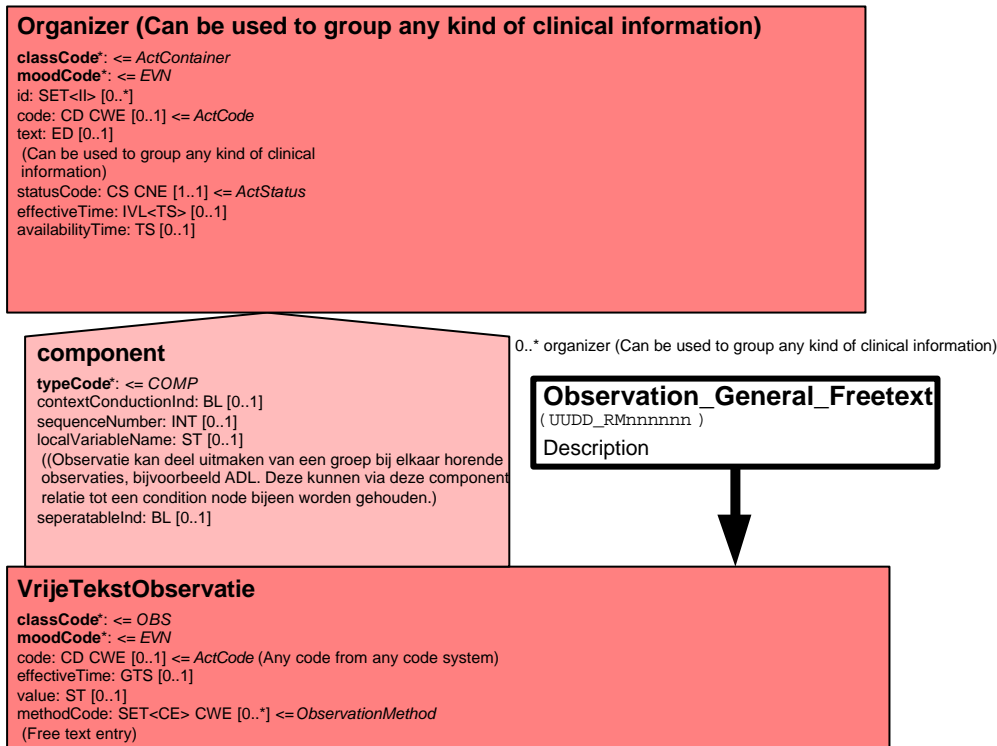 Organizer (Can be used to group any kind of clinical information)
classCode*: <= ActContainer
moodCode*: <= EVN
id: SET<II> [0..*]
code: CD CWE [0..1] <= ActCode
text: ED [0..1]
(Can be used to group any kind of clinical
information)
statusCode: CS CNE [1..1] <= ActStatus
effectiveTime: IVL<TS> [0..1]
availabilityTime: TS [0..1]
0..* organizer (Can be used to group any kind of clinical information)
component
typeCode*: <= COMP
contextConductionInd: BL [0..1]
sequenceNumber: INT [0..1]
localVariableName: ST [0..1]
((Observatie kan deel uitmaken van een groep bij elkaar horende
observaties, bijvoorbeeld ADL. Deze kunnen via deze component
relatie tot een condition node bijeen worden gehouden.)
seperatableInd: BL [0..1]
Observation_General_Freetext
(UUDD_RMnnnnnn )
Description
VrijeTekstObservatie
classCode*: <= OBS
moodCode*: <= EVN
code: CD CWE [0..1] <= ActCode (Any code from any code system)
effectiveTime: GTS [0..1]
value: ST [0..1]
methodCode: SET<CE> CWE [0..*] <= ObservationMethod
(Free text entry)